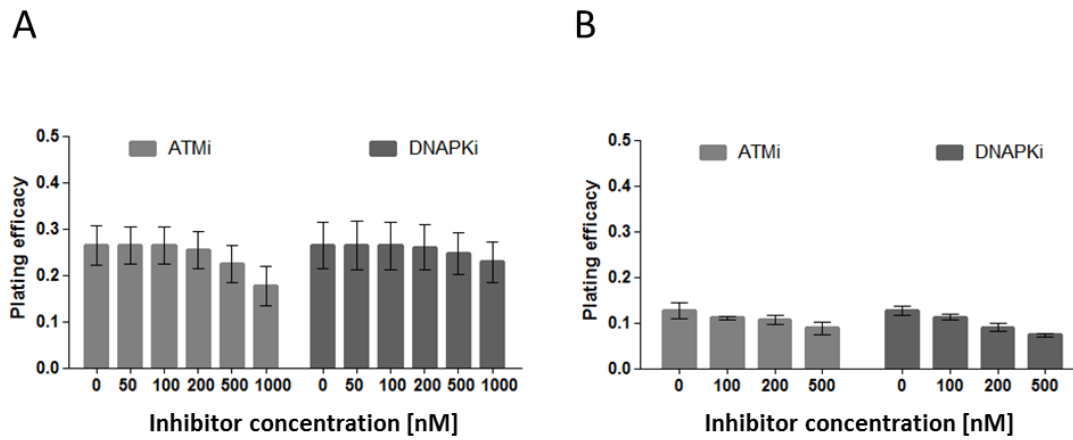 A
B
0.5
0.4
0.3
0.2
0.1
0.0
Plating efficacy
ATMi
DNAPKi
0 50 100 200 500 1000 0 50 100 200 500 1000
Inhibitor concentration [nM]
0.5
0.4
0.3
0.2
0.1
0.0
Plating efficacy
ATMi
DNAPKi
0 100 200 500 0 100 200 500
Inhibitor concentration [nM]